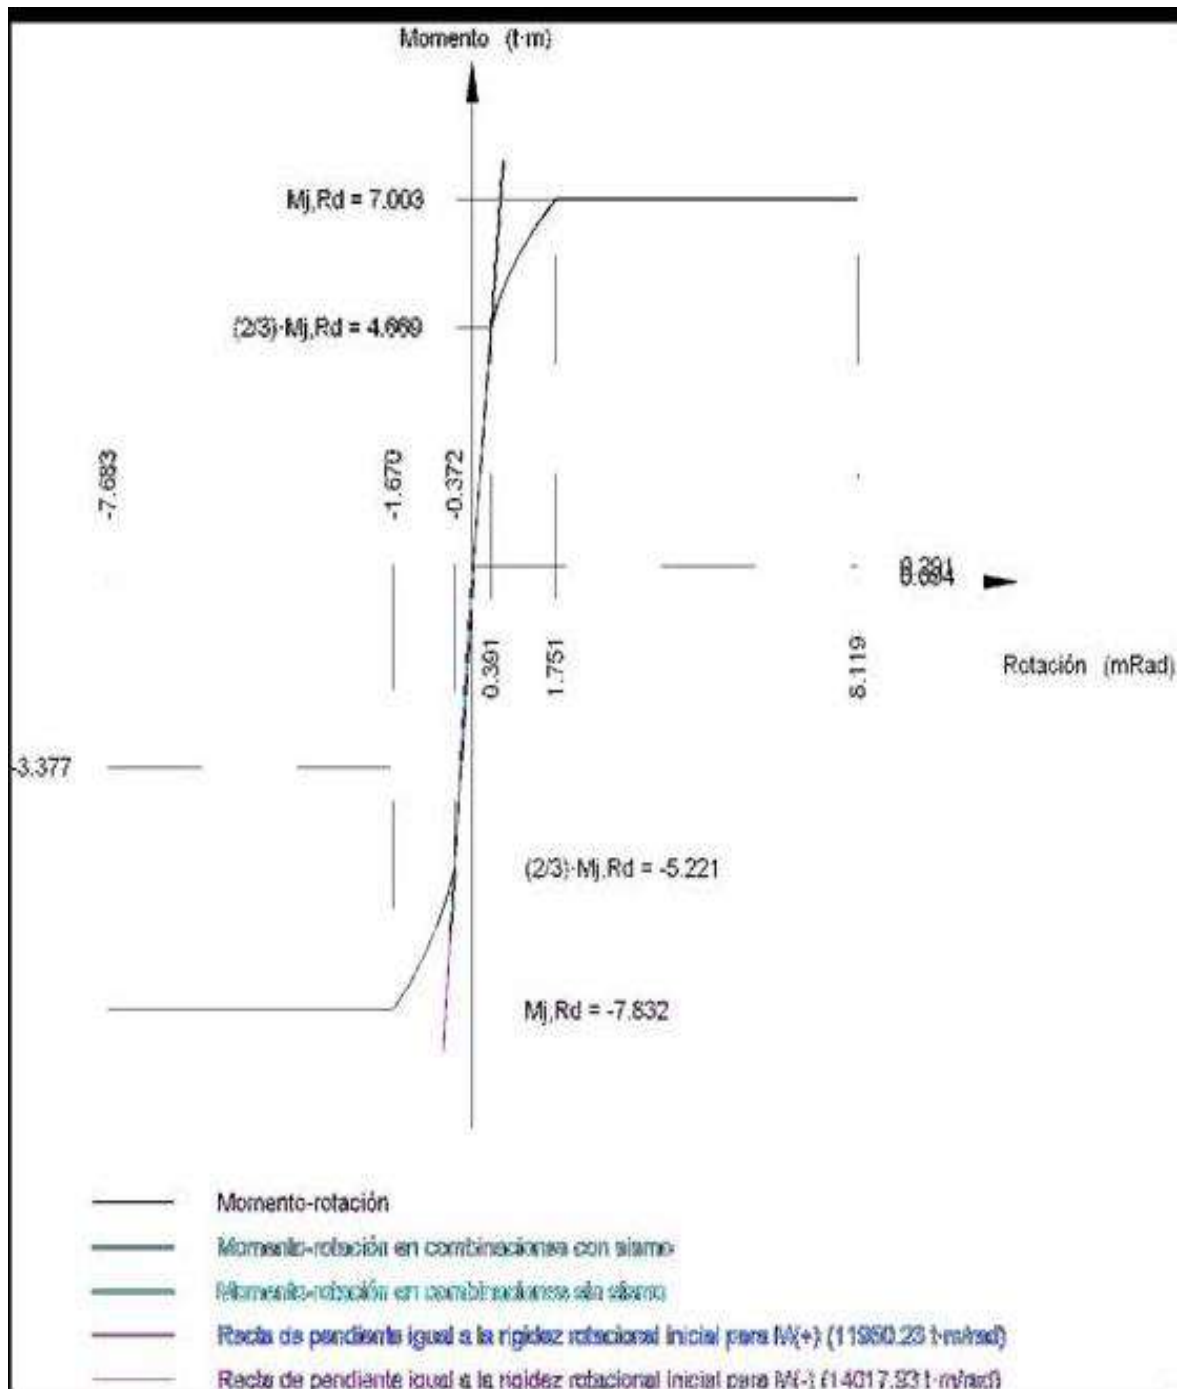 Momento (t·m)
Mj,Rd = 7.003
(2/3)·Mj,Rd = 4.669
-7.683
-1.670
-0.372
0.391
1.751
8.119
Rotación (mRad)
-3.377
(2/3)·Mj,Rd = -5.221
Mj,Rd = -7.832
Momento-rotación
Momento-rotación en combinaciones con sismo
Momento-rotación en combinaciones sin sismo
Recta de pendiente igual a la rigidez rotacional inicial para M(+) (11950.23 t·m/rad)
Recta de pendiente igual a la rigidez rotacional inicial para M(-) (14017.93 t·m/rad)